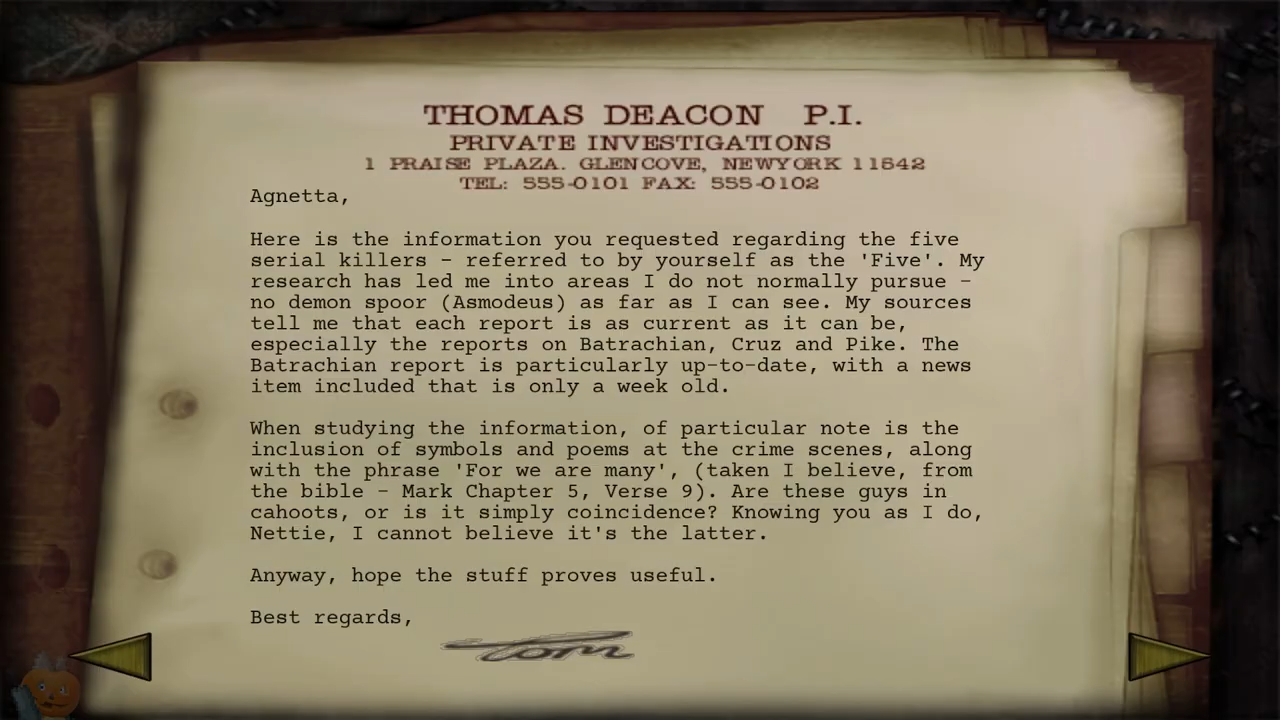 THOMAS DEACON P.I.
PRIVATE INVESTIGATIONS
1 PRAISE PLAZA. GLENCOVE, NEWYORK 11542
TEL: 555-0101 FAX: 555-0102
Agnetta,
Here is the information you requested regarding the five
serial killers - referred to by yourself as the 'Five'. My
research has led me into areas I do not normally pursue -
no demon spoor (Asmodeus) as far as I can see. My sources
tell me that each report is as current as it can be,
especially the reports on Batrachian, Cruz and Pike. The
Batrachian report is particularly up-to-date, with a news
item included that is only a week old.
When studying the information, of particular note is the
inclusion of symbols and poems at the crime scenes, along
with the phrase 'For we are many', (taken I believe, from
the bible - Mark Chapter 5, Verse 9). Are these guys in
cahoots, or is it simply coincidence? Knowing you as I do,
Nettie, I cannot believe it's the latter.
Anyway, hope the stuff proves useful.
Best regards,
Tom